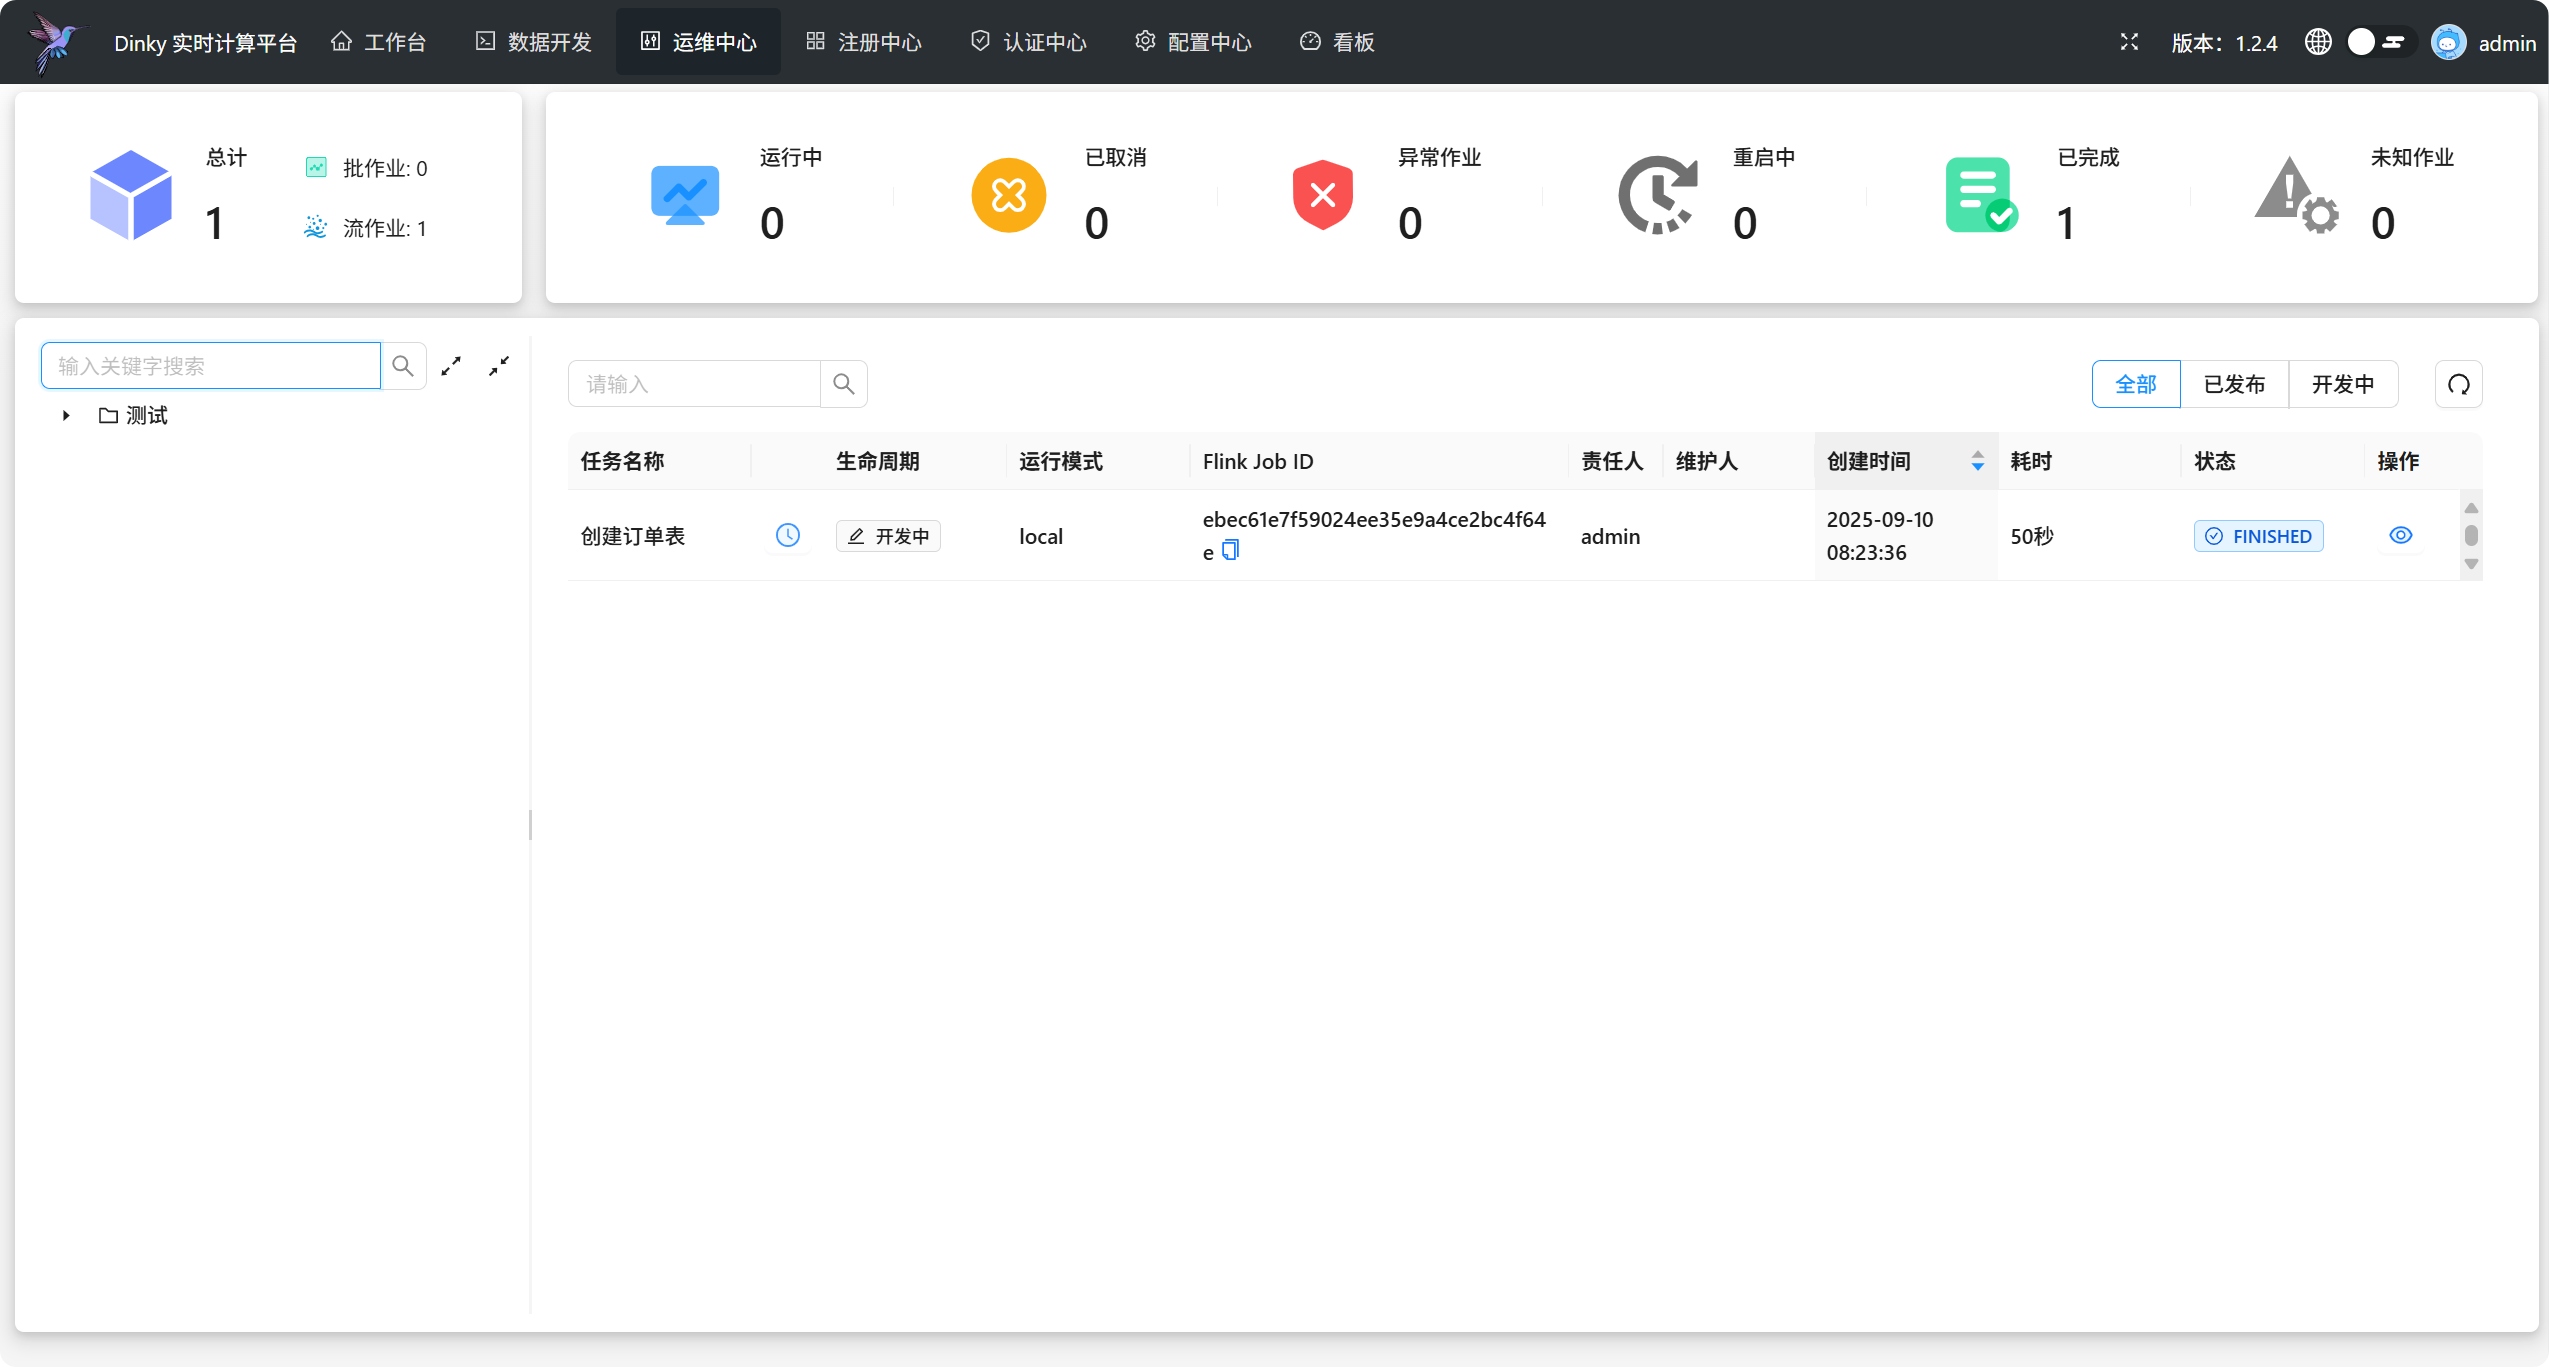 Dinky 实时计算平台 工作台 数据开发 运维中心 注册中心 认证中心 配置中心 看板 版本：1.2.4 admin
总计 1
批作业: 0
流作业: 1
运行中 0
已取消 0
异常作业 0
重启中 0
已完成 1
未知作业 0
输入关键字搜索
测试
请输入
全部 已发布 开发中
任务名称 生命周期 运行模式 Flink Job ID 责任人 维护人 创建时间 耗时 状态 操作
创建订单表 开发中 local ebec61e7f59024ee35e9a4ce2bc4f64e admin 2025-09-10 08:23:36 50秒 FINISHED